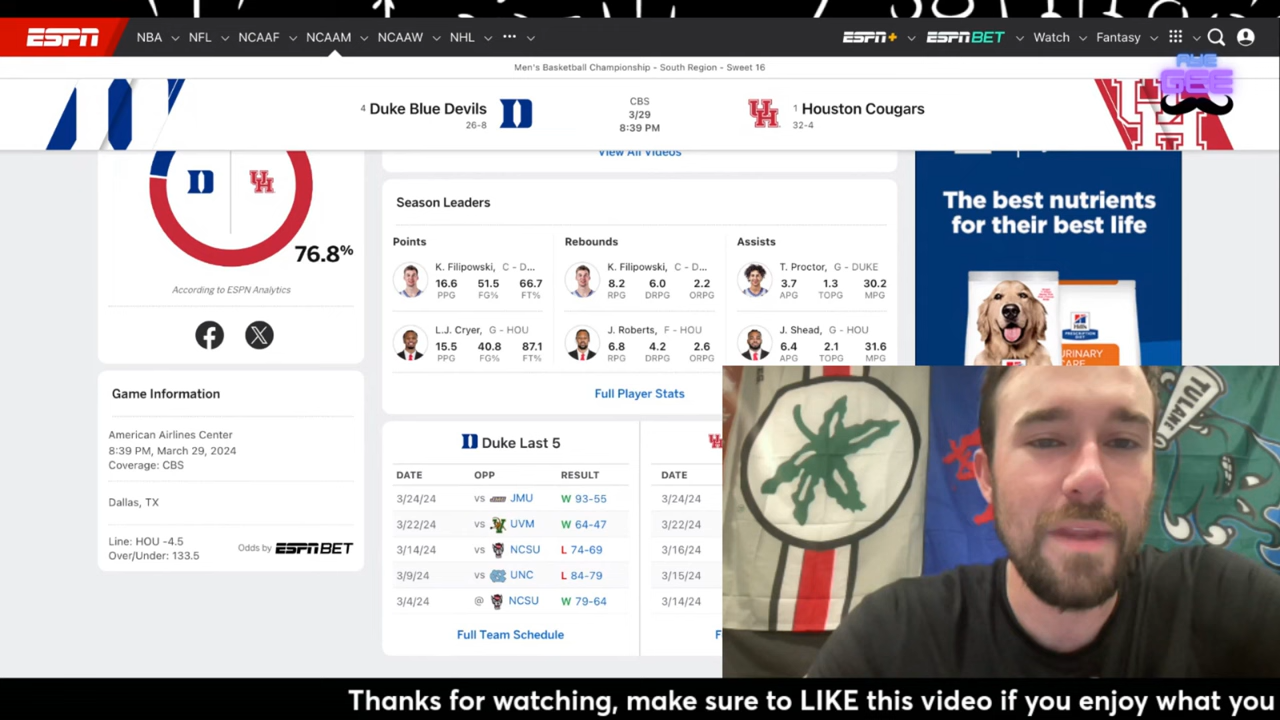 ESPN NBA NFL NCAAF NCAAM NCAAW NHL ••• ESPN+ ESPN BET Watch Fantasy
Men's Basketball Championship - South Region - Sweet 16
AYE
GEE
4 Duke Blue Devils
26-8
CBS
3/29
8:39 PM
1 Houston Cougars
32-4
View All Videos
76.8%
According to ESPN Analytics
Season Leaders
Points Rebounds Assists
K. Filipowski, C - D...
16.6 51.5 66.7
PPG FG% FT%
K. Filipowski, C - D...
8.2 6.0 2.2
RPG DRPG ORPG
T. Proctor, G - DUKE
3.7 1.3 30.2
APG TOPG MPG
L.J. Cryer, G - HOU
15.5 40.8 87.1
PPG FG% FT%
J. Roberts, F - HOU
6.8 4.2 2.6
RPG DRPG ORPG
J. Shead, G - HOU
6.4 2.1 31.6
APG TOPG MPG
Full Player Stats
Game Information
American Airlines Center
8:39 PM, March 29, 2024
Coverage: CBS
Dallas, TX
Line: HOU -4.5
Over/Under: 133.5
Odds by ESPN BET
Duke Last 5
DATE OPP RESULT
3/24/24 vs JMU W 93-55
3/22/24 vs UVM W 64-47
3/14/24 vs NCSU L 74-69
3/9/24 vs UNC L 84-79
3/4/24 @ NCSU W 79-64
Full Team Schedule
DATE
3/24/24
3/22/24
3/16/24
3/15/24
3/14/24
F
The best nutrients
for their best life
Hill's
URINARY
CARE
TULANE
Thanks for watching, make sure to LIKE this video if you enjoy what you